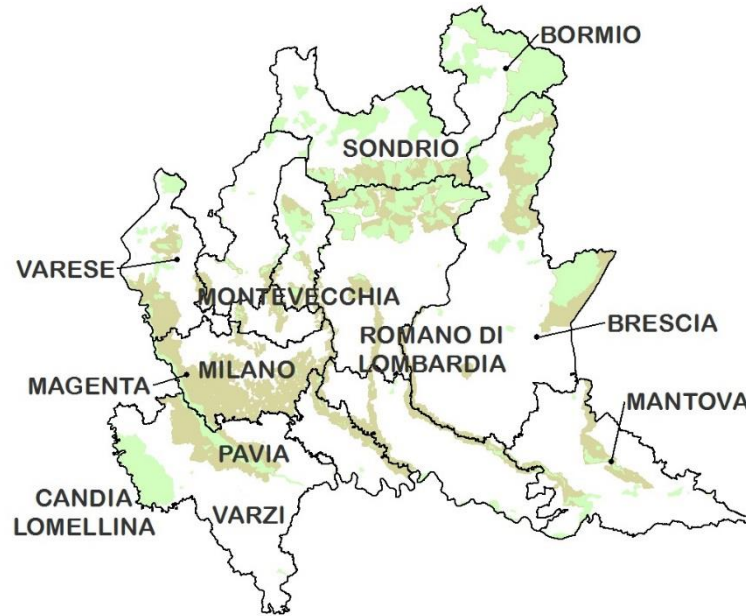 BORMIO
SONDRIO
VARESE
MONTEVECCHIA
ROMANO DI
LOMBARDIA
BRESCIA
MAGENTA
MILANO
MANTOVA
PAVIA
CANDIA
LOMELLINA
VARZI